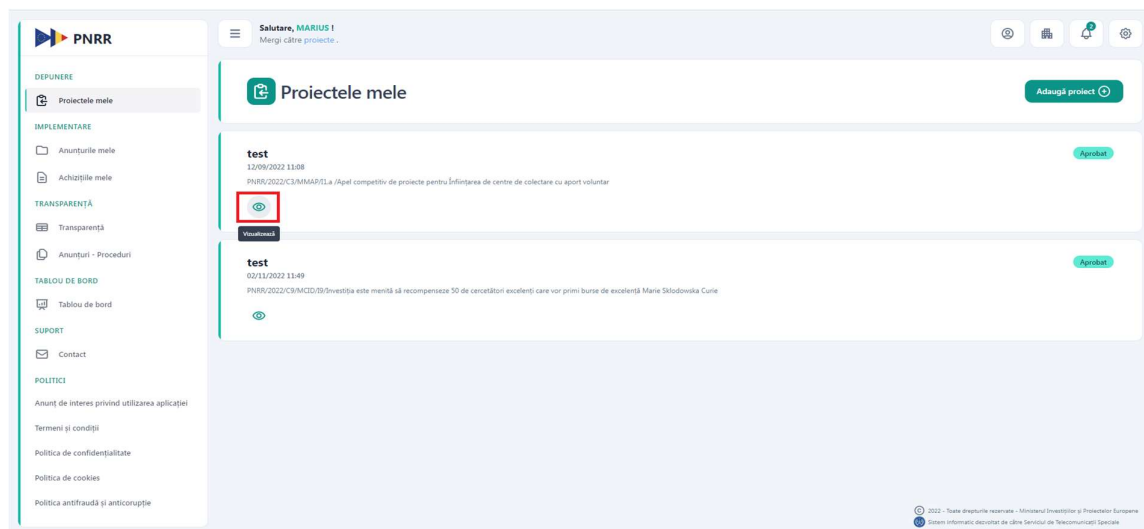 PNRR
Salutare, MARIUS !
Mergi către proiecte .
2
DEPUNERE
Proiectele mele
IMPLEMENTARE
Anunțurile mele
Achizițiile mele
TRANSPARENȚĂ
Transparență
Anunțuri - Proceduri
TABLOU DE BORD
Tablou de bord
SUPORT
Contact
POLITICI
Anunț de interes privind utilizarea aplicației
Termeni și condiții
Politica de confidențialitate
Politica de cookies
Politica antifraudă și anticorupție
Proiectele mele
Adaugă proiect
test
Aprobat
12/09/2022 11:08
PNRR/2022/C3/MMAP/I1.a /Apel competitiv de proiecte pentru Înființarea de centre de colectare cu aport voluntar
Vizualizează
test
Aprobat
02/11/2022 11:49
PNRR/2022/C9/MCID/I9/Investiția este menită să recompenseze 50 de cercetători excelenți care vor primi burse de excelență Marie Sklodowska Curie
© 2022 - Toate drepturile rezervate - Ministerul Investițiilor și Proiectelor Europene
Sistem informatic dezvoltat de către Serviciul de Telecomunicații Speciale